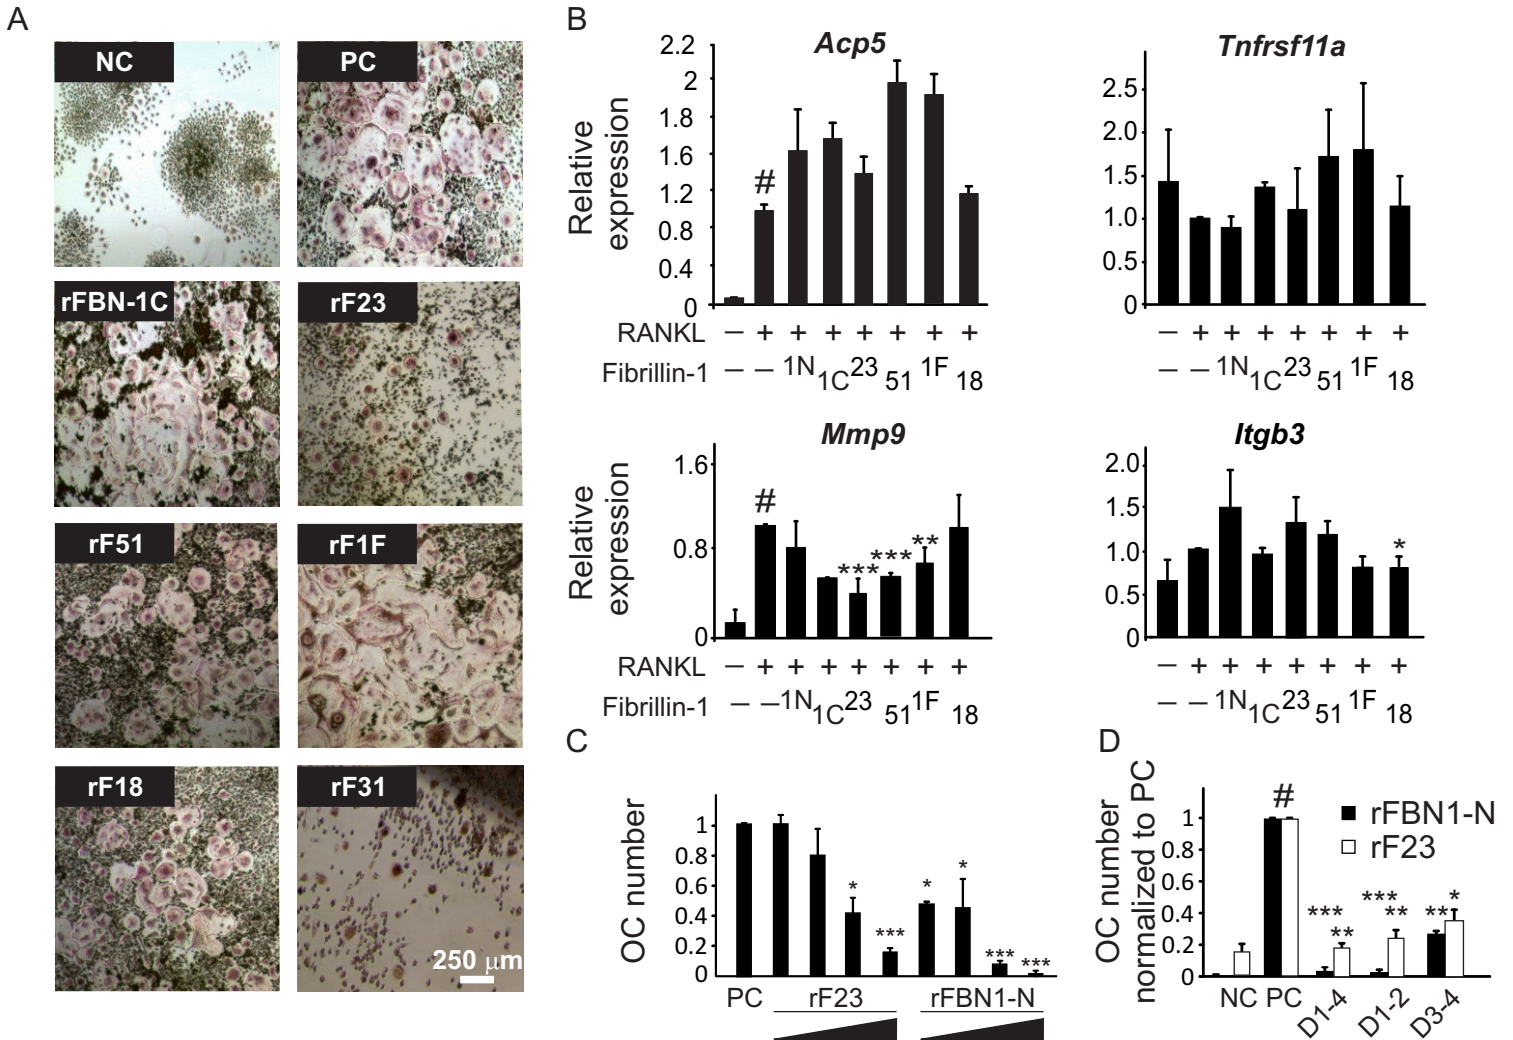 A
NC
PC
rFBN-1C
rF23
rF51
rF1F
rF18
rF31
250 µm
B
Acp5
Relative expression
2.2
2
1.8
1.6
1.2
0.8
0.4
0
#
RANKL − + + + + + + +
Fibrillin-1 − − 1N 1C 23 51 1F 18
Tnfrsf11a
2.5
2.0
1.5
1.0
0.5
0
− + + + + + + +
− − 1N 1C 23 51 1F 18
Mmp9
Relative expression
1.6
0.8
0
# *** *** **
RANKL − + + + + + + +
Fibrillin-1 − − 1N 1C 23 51 1F 18
Itgb3
2.0
1.5
1.0
0.5
0
*
− + + + + + + +
− − 1N 1C 23 51 1F 18
C
OC number
1
0.8
0.6
0.4
0.2
0
* *** * * *** ***
PC rF23 rFBN1-N
D
OC number
normalized to PC
1
0.8
0.6
0.4
0.2
0
#
rFBN1-N
rF23
*** ** *** ** ** *
NC PC D1-4 D1-2 D3-4